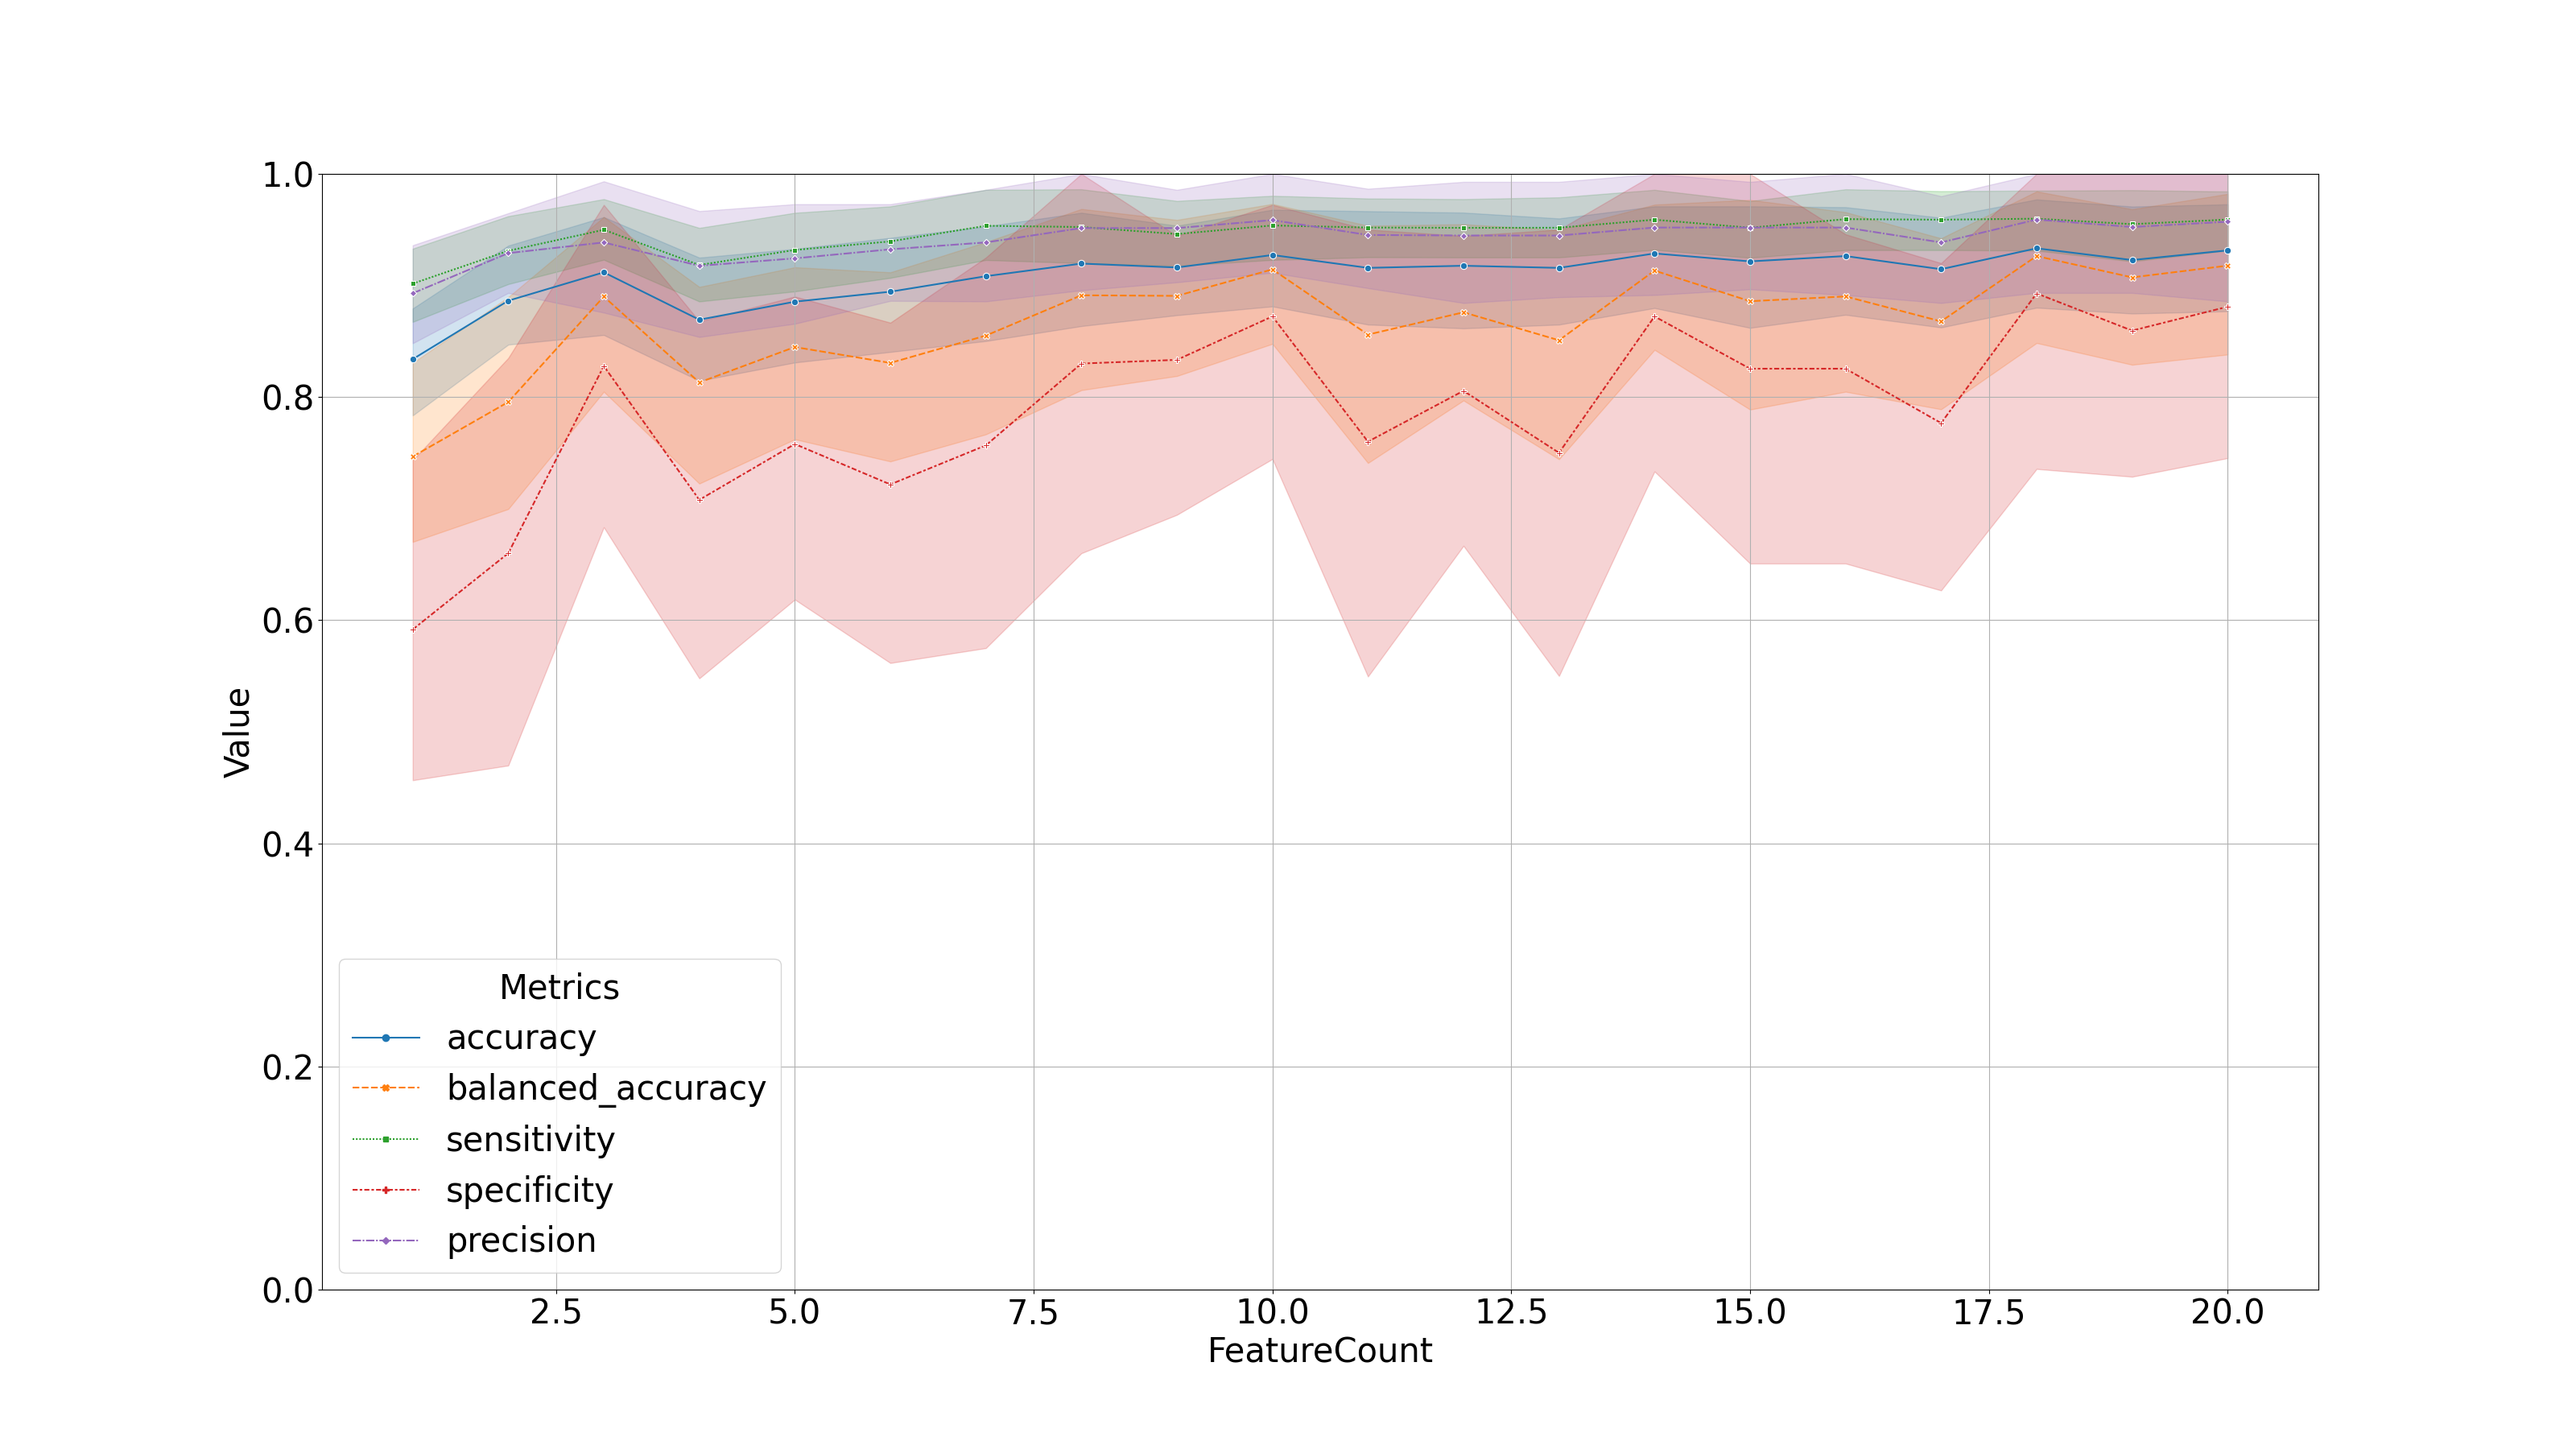 1.0
0.8
0.6
0.4
0.2
0.0
Value
Metrics
accuracy
balanced_accuracy
sensitivity
specificity
precision
2.5 5.0 7.5 10.0 12.5 15.0 17.5 20.0
FeatureCount